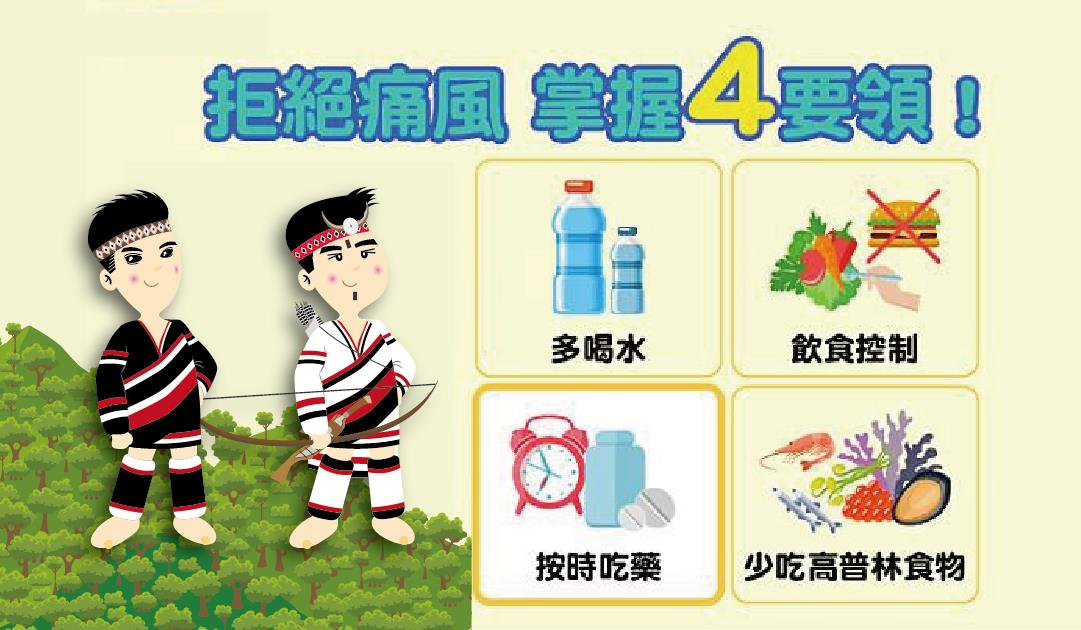 拒絕痛風 掌握4要領！
多喝水
飲食控制
按時吃藥
少吃高普林食物